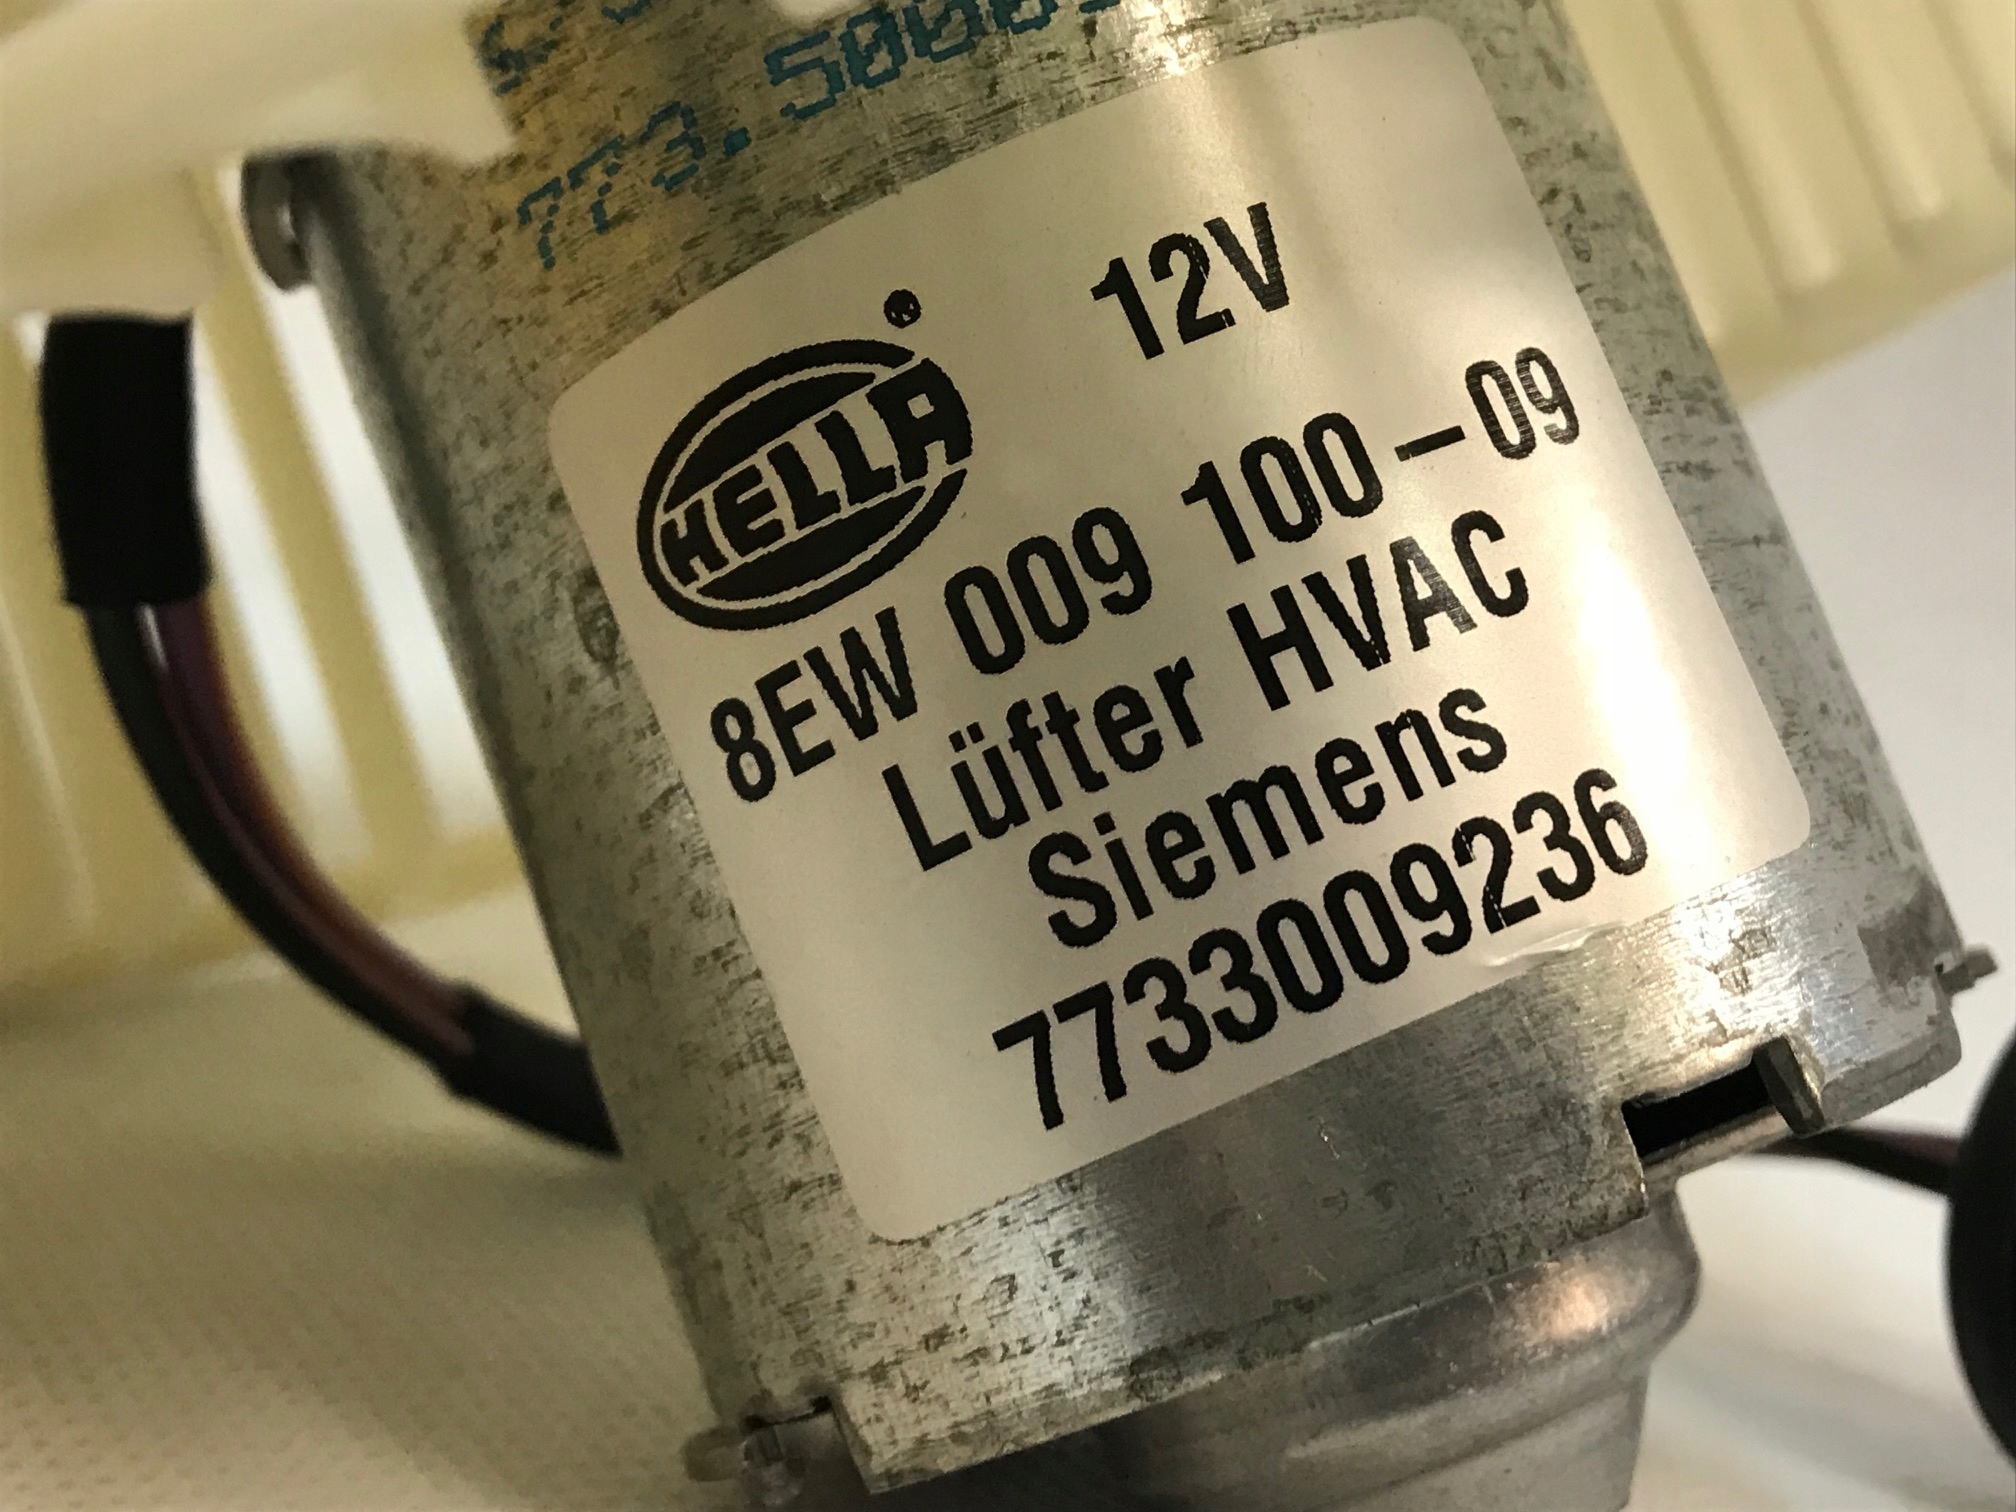 12V
HELLA
8EW 009 100-09
Lüfter HVAC
Siemens
7733009236